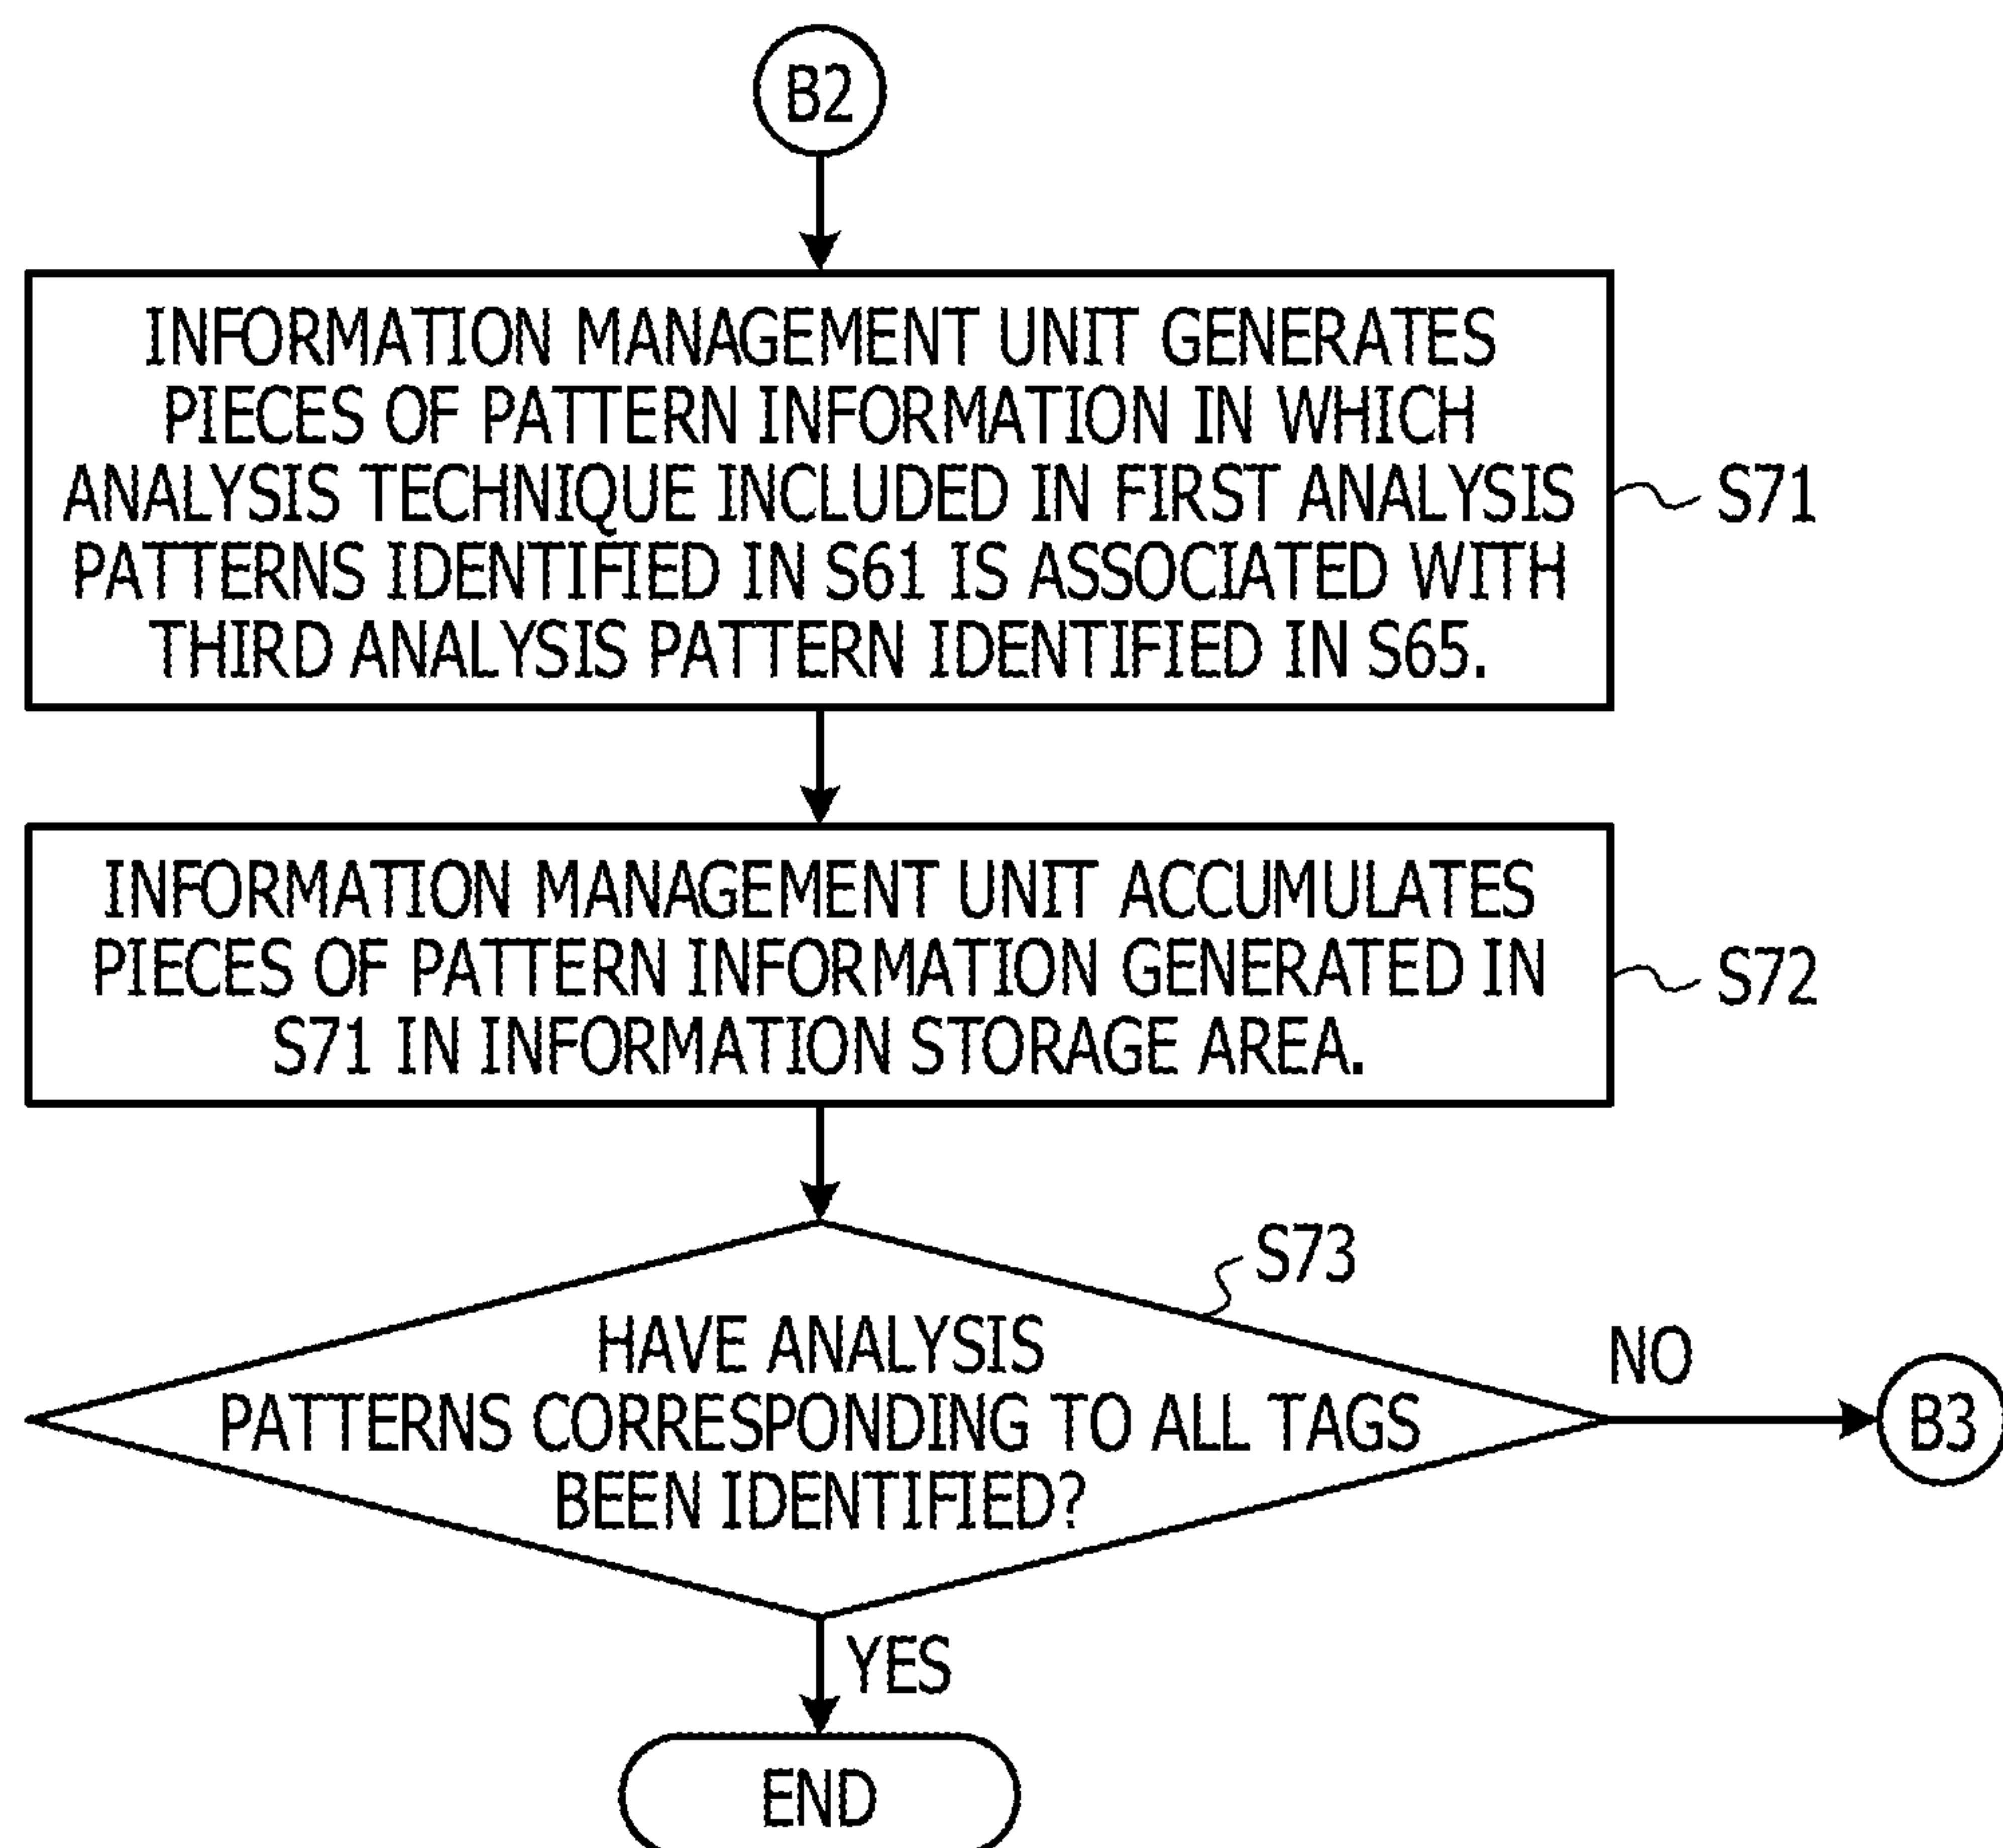 B2
INFORMATION MANAGEMENT UNIT GENERATES
PIECES OF PATTERN INFORMATION IN WHICH
ANALYSIS TECHNIQUE INCLUDED IN FIRST ANALYSIS
PATTERNS IDENTIFIED IN S61 IS ASSOCIATED WITH
THIRD ANALYSIS PATTERN IDENTIFIED IN S65.
S71
INFORMATION MANAGEMENT UNIT ACCUMULATES
PIECES OF PATTERN INFORMATION GENERATED IN
S71 IN INFORMATION STORAGE AREA.
S72
S73
HAVE ANALYSIS
PATTERNS CORRESPONDING TO ALL TAGS
BEEN IDENTIFIED?
NO
B3
YES
END